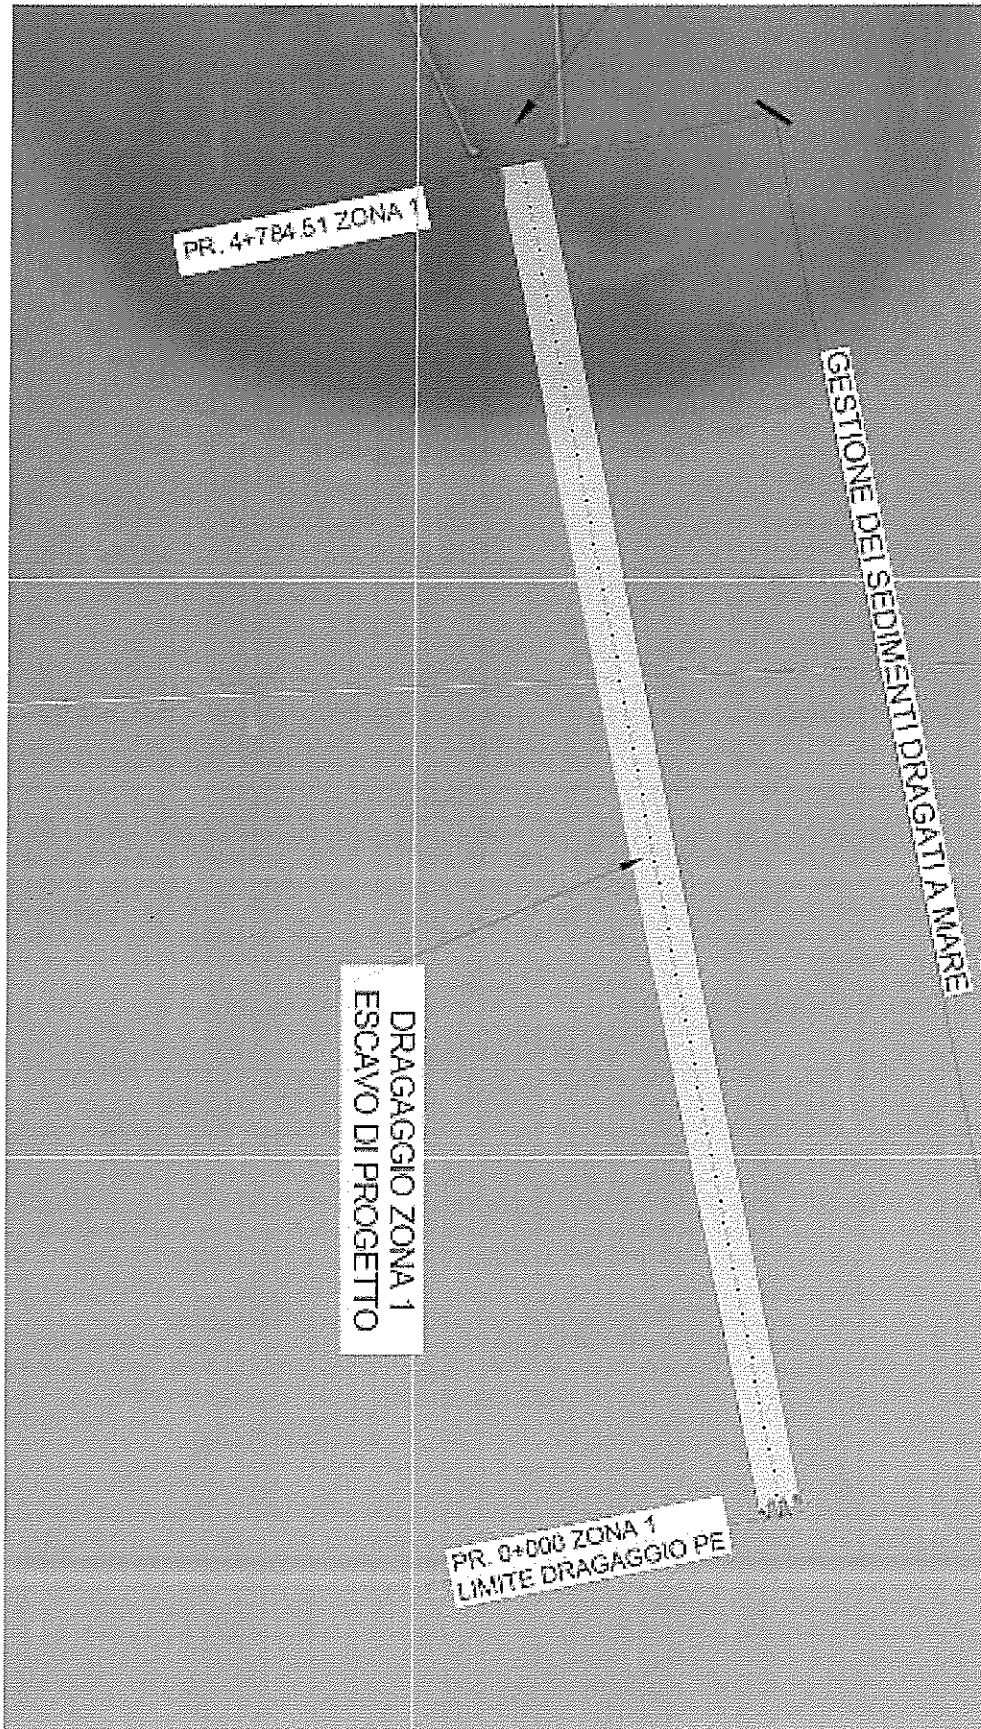 PR. 4+784.51 ZONA 1
GESTIONE DEI SEDIMENTI DRAGATI A MARE
DRAGAGGIO ZONA 1
ESCAVO DI PROGETTO
PR. 0+000 ZONA 1
LIMITE DRAGAGGIO PE